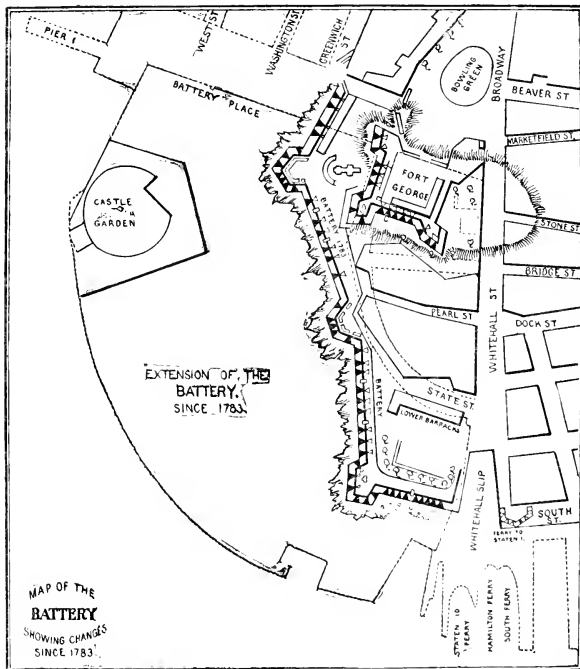 PIER 1
WEST ST
WASHINGTON ST
GREENWICH ST
BATTERY PLACE
BOWLING GREEN
BROADWAY
BEAVER ST
MARKETFIELD ST.
CASTLE
GARDEN
FORT
GEORGE
BATTERY
STONE ST
BRIDGE ST
WHITEHALL ST
PEARL ST
DOCK ST
EXTENSION OF THE
BATTERY.
SINCE 1783.
STATE ST.
BATTERY
LOWER BARRACKS
WHITEHALL SLIP
SOUTH
ST.
FERRY TO
STATEN I.
STATEN ID
FERRY
HAMILTON FERRY
SOUTH FERRY
MAP OF THE
BATTERY
SHOWING CHANGES
SINCE 1783.